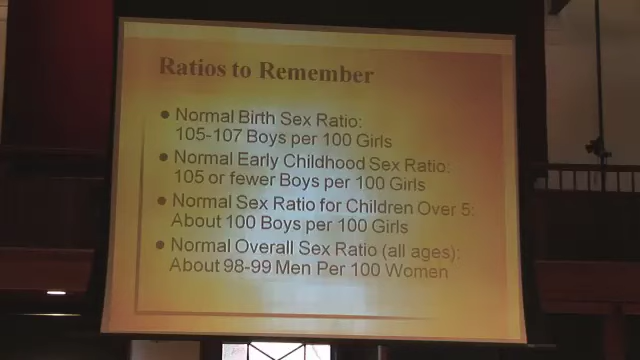 Ratios to Remember
● Normal Birth Sex Ratio:
105-107 Boys per 100 Girls
● Normal Early Childhood Sex Ratio:
105 or fewer Boys per 100 Girls
● Normal Sex Ratio for Children Over 5:
About 100 Boys per 100 Girls
● Normal Overall Sex Ratio (all ages):
About 98-99 Men Per 100 Women